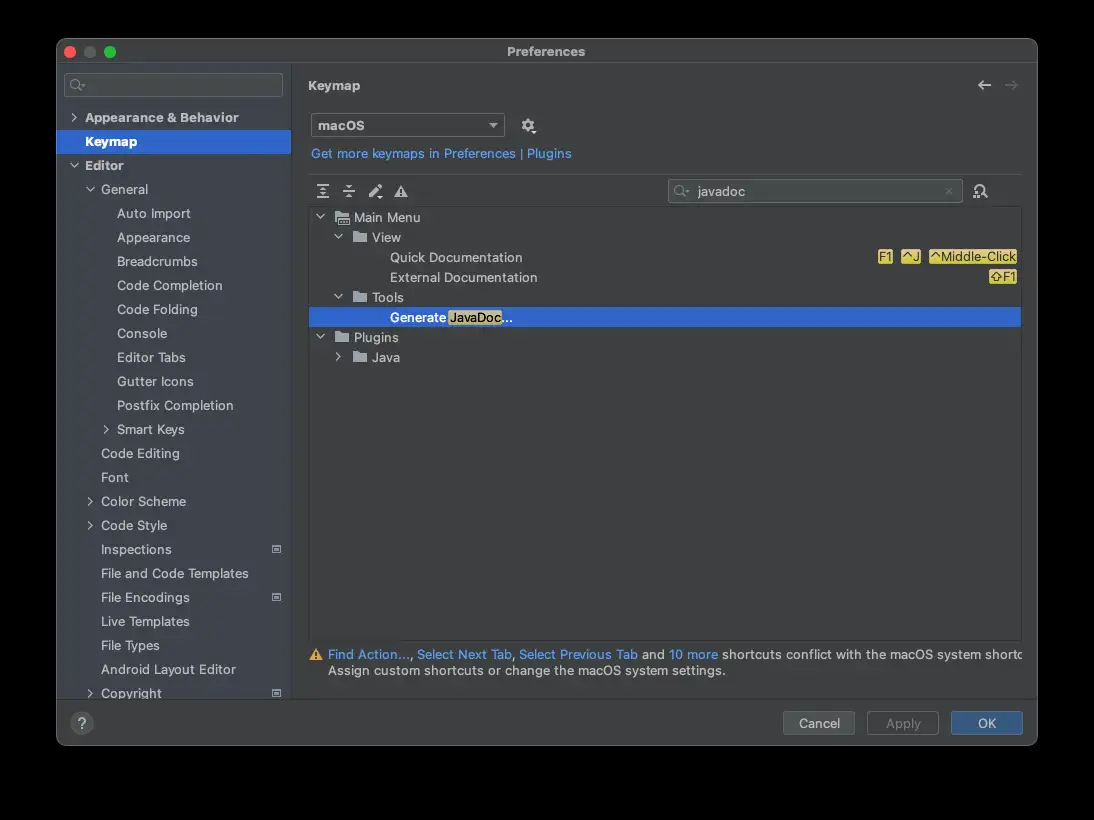 Preferences
Appearance & Behavior
Keymap
Editor
General
Auto Import
Appearance
Breadcrumbs
Code Completion
Code Folding
Console
Editor Tabs
Gutter Icons
Postfix Completion
Smart Keys
Code Editing
Font
Color Scheme
Code Style
Inspections
File and Code Templates
File Encodings
Live Templates
File Types
Android Layout Editor
Copyright
Keymap
macOS
Get more keymaps in Preferences | Plugins
javadoc
Main Menu
View
Quick Documentation F1 ^J ^Middle-Click
External Documentation ⇧F1
Tools
Generate JavaDoc...
Plugins
Java
Find Action..., Select Next Tab, Select Previous Tab and 10 more shortcuts conflict with the macOS system shortc
Assign custom shortcuts or change the macOS system settings.
? Cancel Apply OK